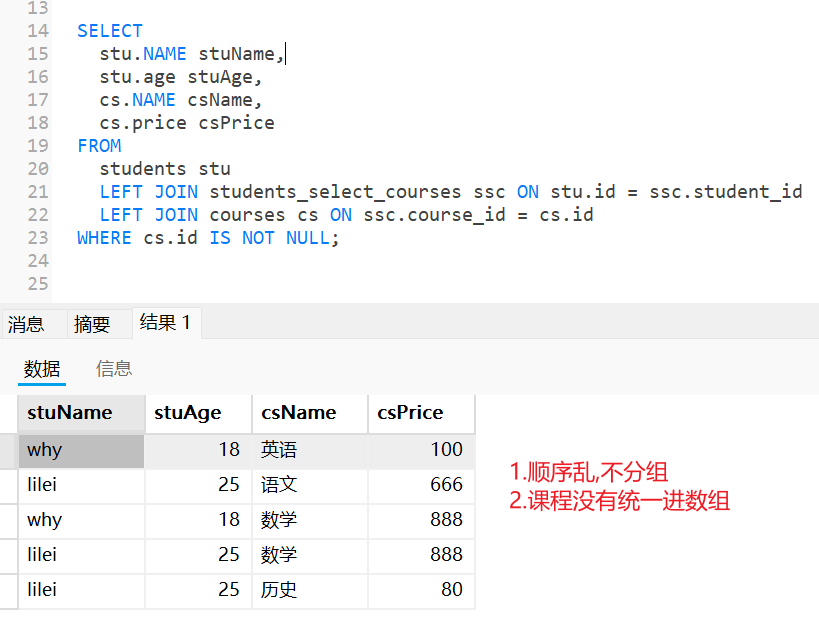 13
14 SELECT
15 stu.NAME stuName,
16 stu.age stuAge,
17 cs.NAME csName,
18 cs.price csPrice
19 FROM
20 students stu
21 LEFT JOIN students_select_courses ssc ON stu.id = ssc.student_id
22 LEFT JOIN courses cs ON ssc.course_id = cs.id
23 WHERE cs.id IS NOT NULL;
24
25
消息 摘要 结果 1
数据 信息
stuName stuAge csName csPrice
why 18 英语 100
lilei 25 语文 666
why 18 数学 888
lilei 25 数学 888
lilei 25 历史 80
1.顺序乱,不分组
2.课程没有统一进数组